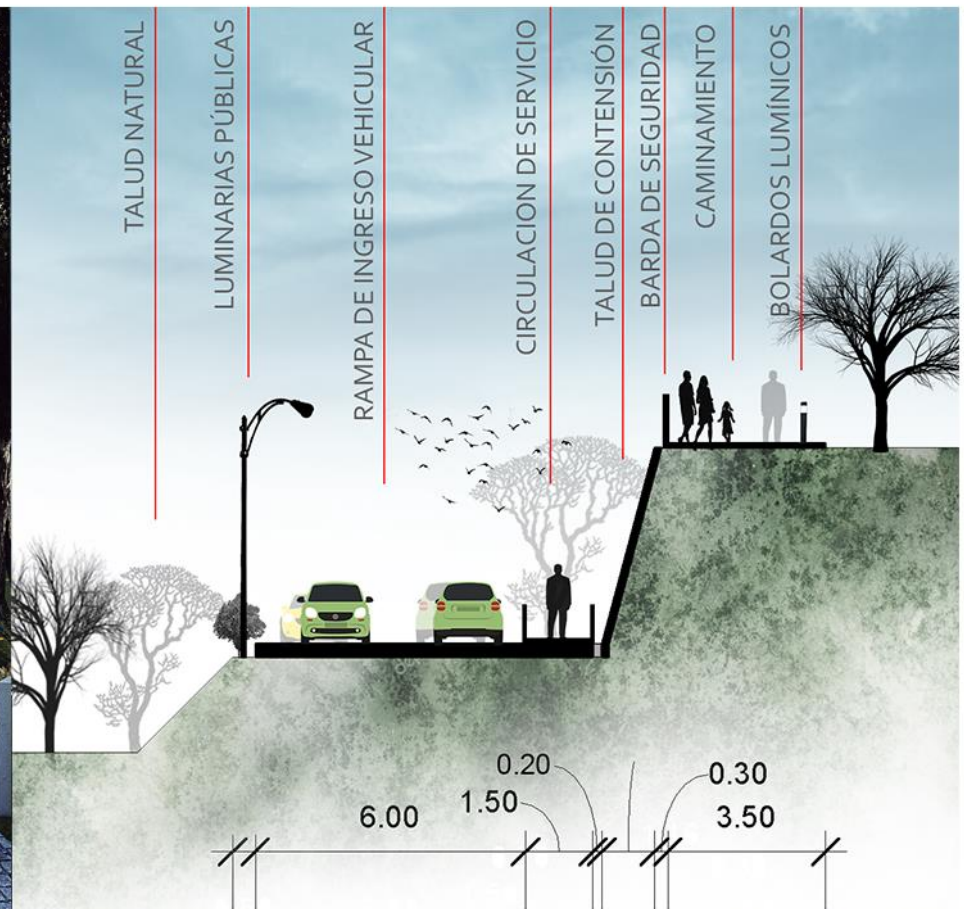 TALUD NATURAL
LUMINARIAS PÚBLICAS
RAMPA DE INGRESO VEHICULAR
CIRCULACION DE SERVICIO
TALUD DE CONTENSIÓN
BARDA DE SEGURIDAD
CAMINAMIENTO
BOLARDOS LUMÍNICOS
0.20
0.30
1.50
6.00
3.50